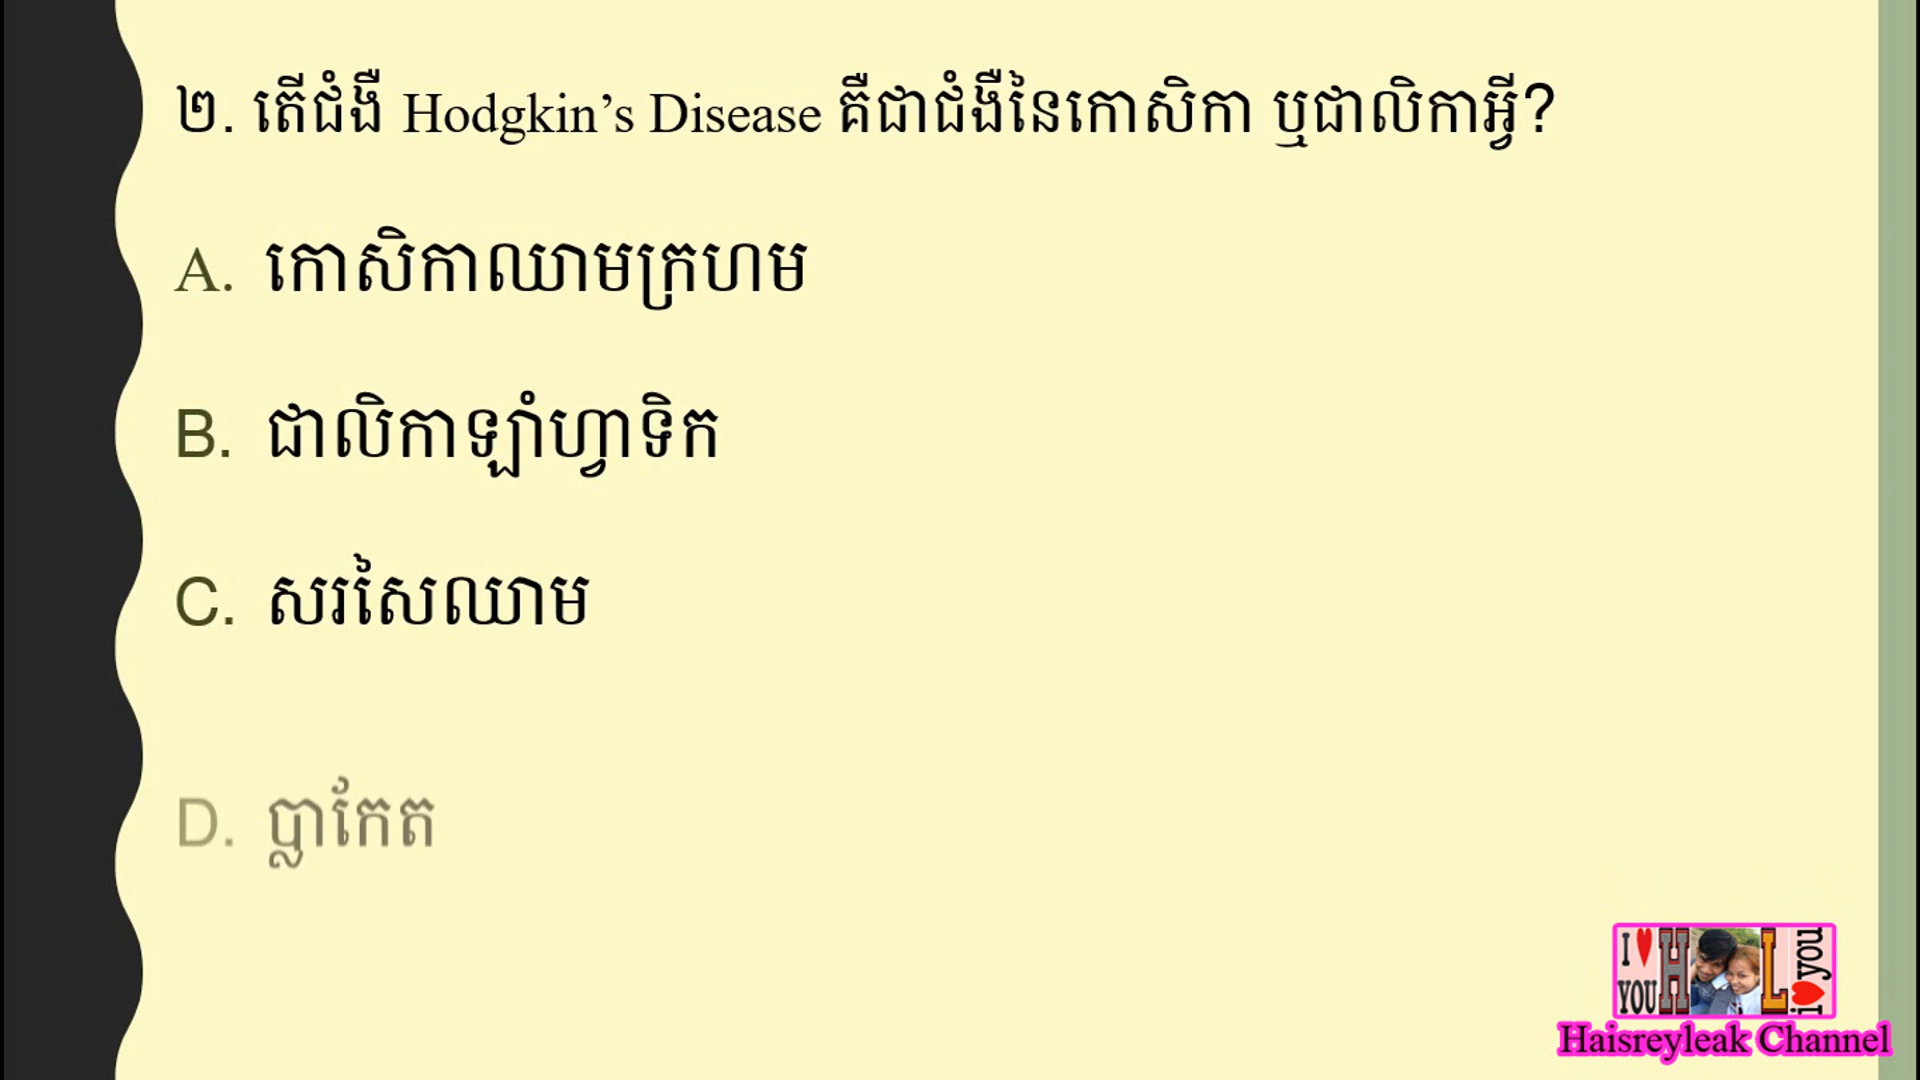 ២. តើជំងឺ Hodgkin’s Disease គឺជាជំងឺនៃកោសិកា ឬជាលិកាអ្វី?
A. កោសិកាឈាមក្រហម
B. ជាលិកាឡាំហ្វាទិក
C. សរសៃឈាម
D. ប្លាកែត
I ♥ YOU H L i ♥ you
Haisreyleak Channel